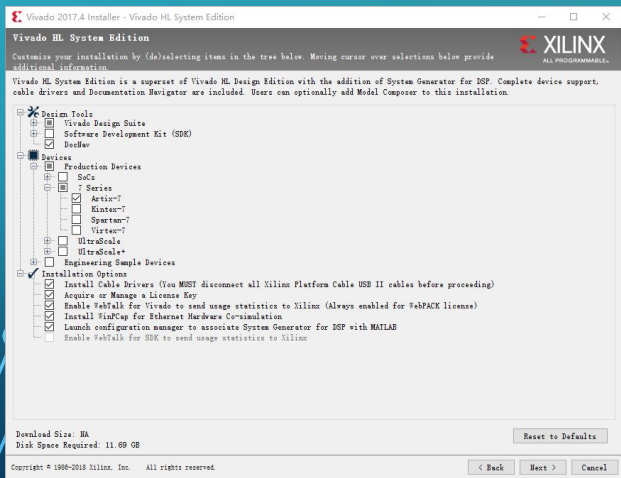 Vivado 2017.4 Installer - Vivado HL System Edition
Vivado HL System Edition
XILINX
ALL PROGRAMMABLE.
Customize your installation by (de)selecting items in the tree below. Moving cursor over selections below provide
additional information.
Vivado HL System Edition is a superset of Vivado HL Design Edition with the addition of System Generator for DSP. Complete device support,
cable drivers and Documentation Navigator are included. Users can optionally add Model Composer to this installation.
Design Tools
Vivado Design Suite
Software Development Kit (SDK)
DocNav
Devices
Production Devices
SoCs
7 Series
Artix-7
Kintex-7
Spartan-7
Virtex-7
UltraScale
UltraScale+
Engineering Sample Devices
Installation Options
Install Cable Drivers (You MUST disconnect all Xilinx Platform Cable USB II cables before proceeding)
Acquire or Manage a License Key
Enable WebTalk for Vivado to send usage statistics to Xilinx (Always enabled for WebPACK license)
Install WinPCap for Ethernet Hardware Co-simulation
Launch configuration manager to associate System Generator for DSP with MATLAB
Enable WebTalk for SDK to send usage statistics to Xilinx
Download Size: NA
Disk Space Required: 11.69 GB
Reset to Defaults
Copyright © 1986-2018 Xilinx, Inc. All rights reserved.
< Back
Next >
Cancel